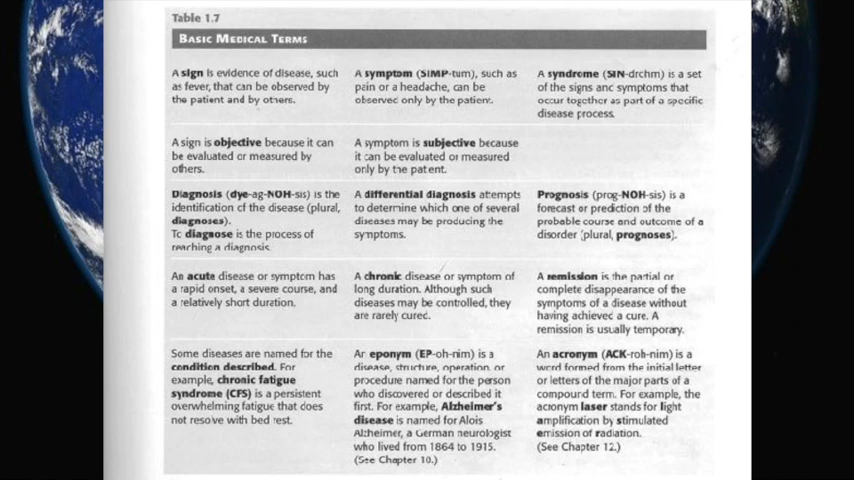 Table 1.7
BASIC MEDICAL TERMS
A sign is evidence of disease, such
as fever, that can be observed by
the patient and by others.
A symptom (SIMP-tum), such as
pain or a headache, can be
observed only by the patient.
A syndrome (SIN-drohm) is a set
of the signs and symptoms that
occur together as part of a specific
disease process.
A sign is objective because it can
be evaluated or measured by
others.
A symptom is subjective because
it can be evaluated or measured
only by the patient.
Diagnosis (dye-ag-NOH-sis) is the
identification of the disease (plural,
diagnoses).
To diagnose is the process of
reaching a diagnosis.
A differential diagnosis attempts
to determine which one of several
diseases may be producing the
symptoms.
Prognosis (prog-NOH-sis) is a
forecast or prediction of the
probable course and outcome of a
disorder (plural, prognoses).
An acute disease or symptom has
a rapid onset, a severe course, and
a relatively short duration.
A chronic disease or symptom of
long duration. Although such
diseases may be controlled, they
are rarely cured.
A remission is the partial or
complete disappearance of the
symptoms of a disease without
having achieved a cure. A
remission is usually temporary.
Some diseases are named for the
condition described. For
example, chronic fatigue
syndrome (CFS) is a persistent
overwhelming fatigue that does
not resolve with bed rest.
An eponym (EP-oh-nim) is a
disease, structure, operation, or
procedure named for the person
who discovered or described it
first. For example, Alzheimer's
disease is named for Alois
Alzheimer, a German neurologist
who lived from 1864 to 1915.
(See Chapter 10.)
An acronym (ACK-roh-nim) is a
word formed from the initial letter
or letters of the major parts of a
compound term. For example, the
acronym laser stands for light
amplification by stimulated
emission of radiation.
(See Chapter 12.)